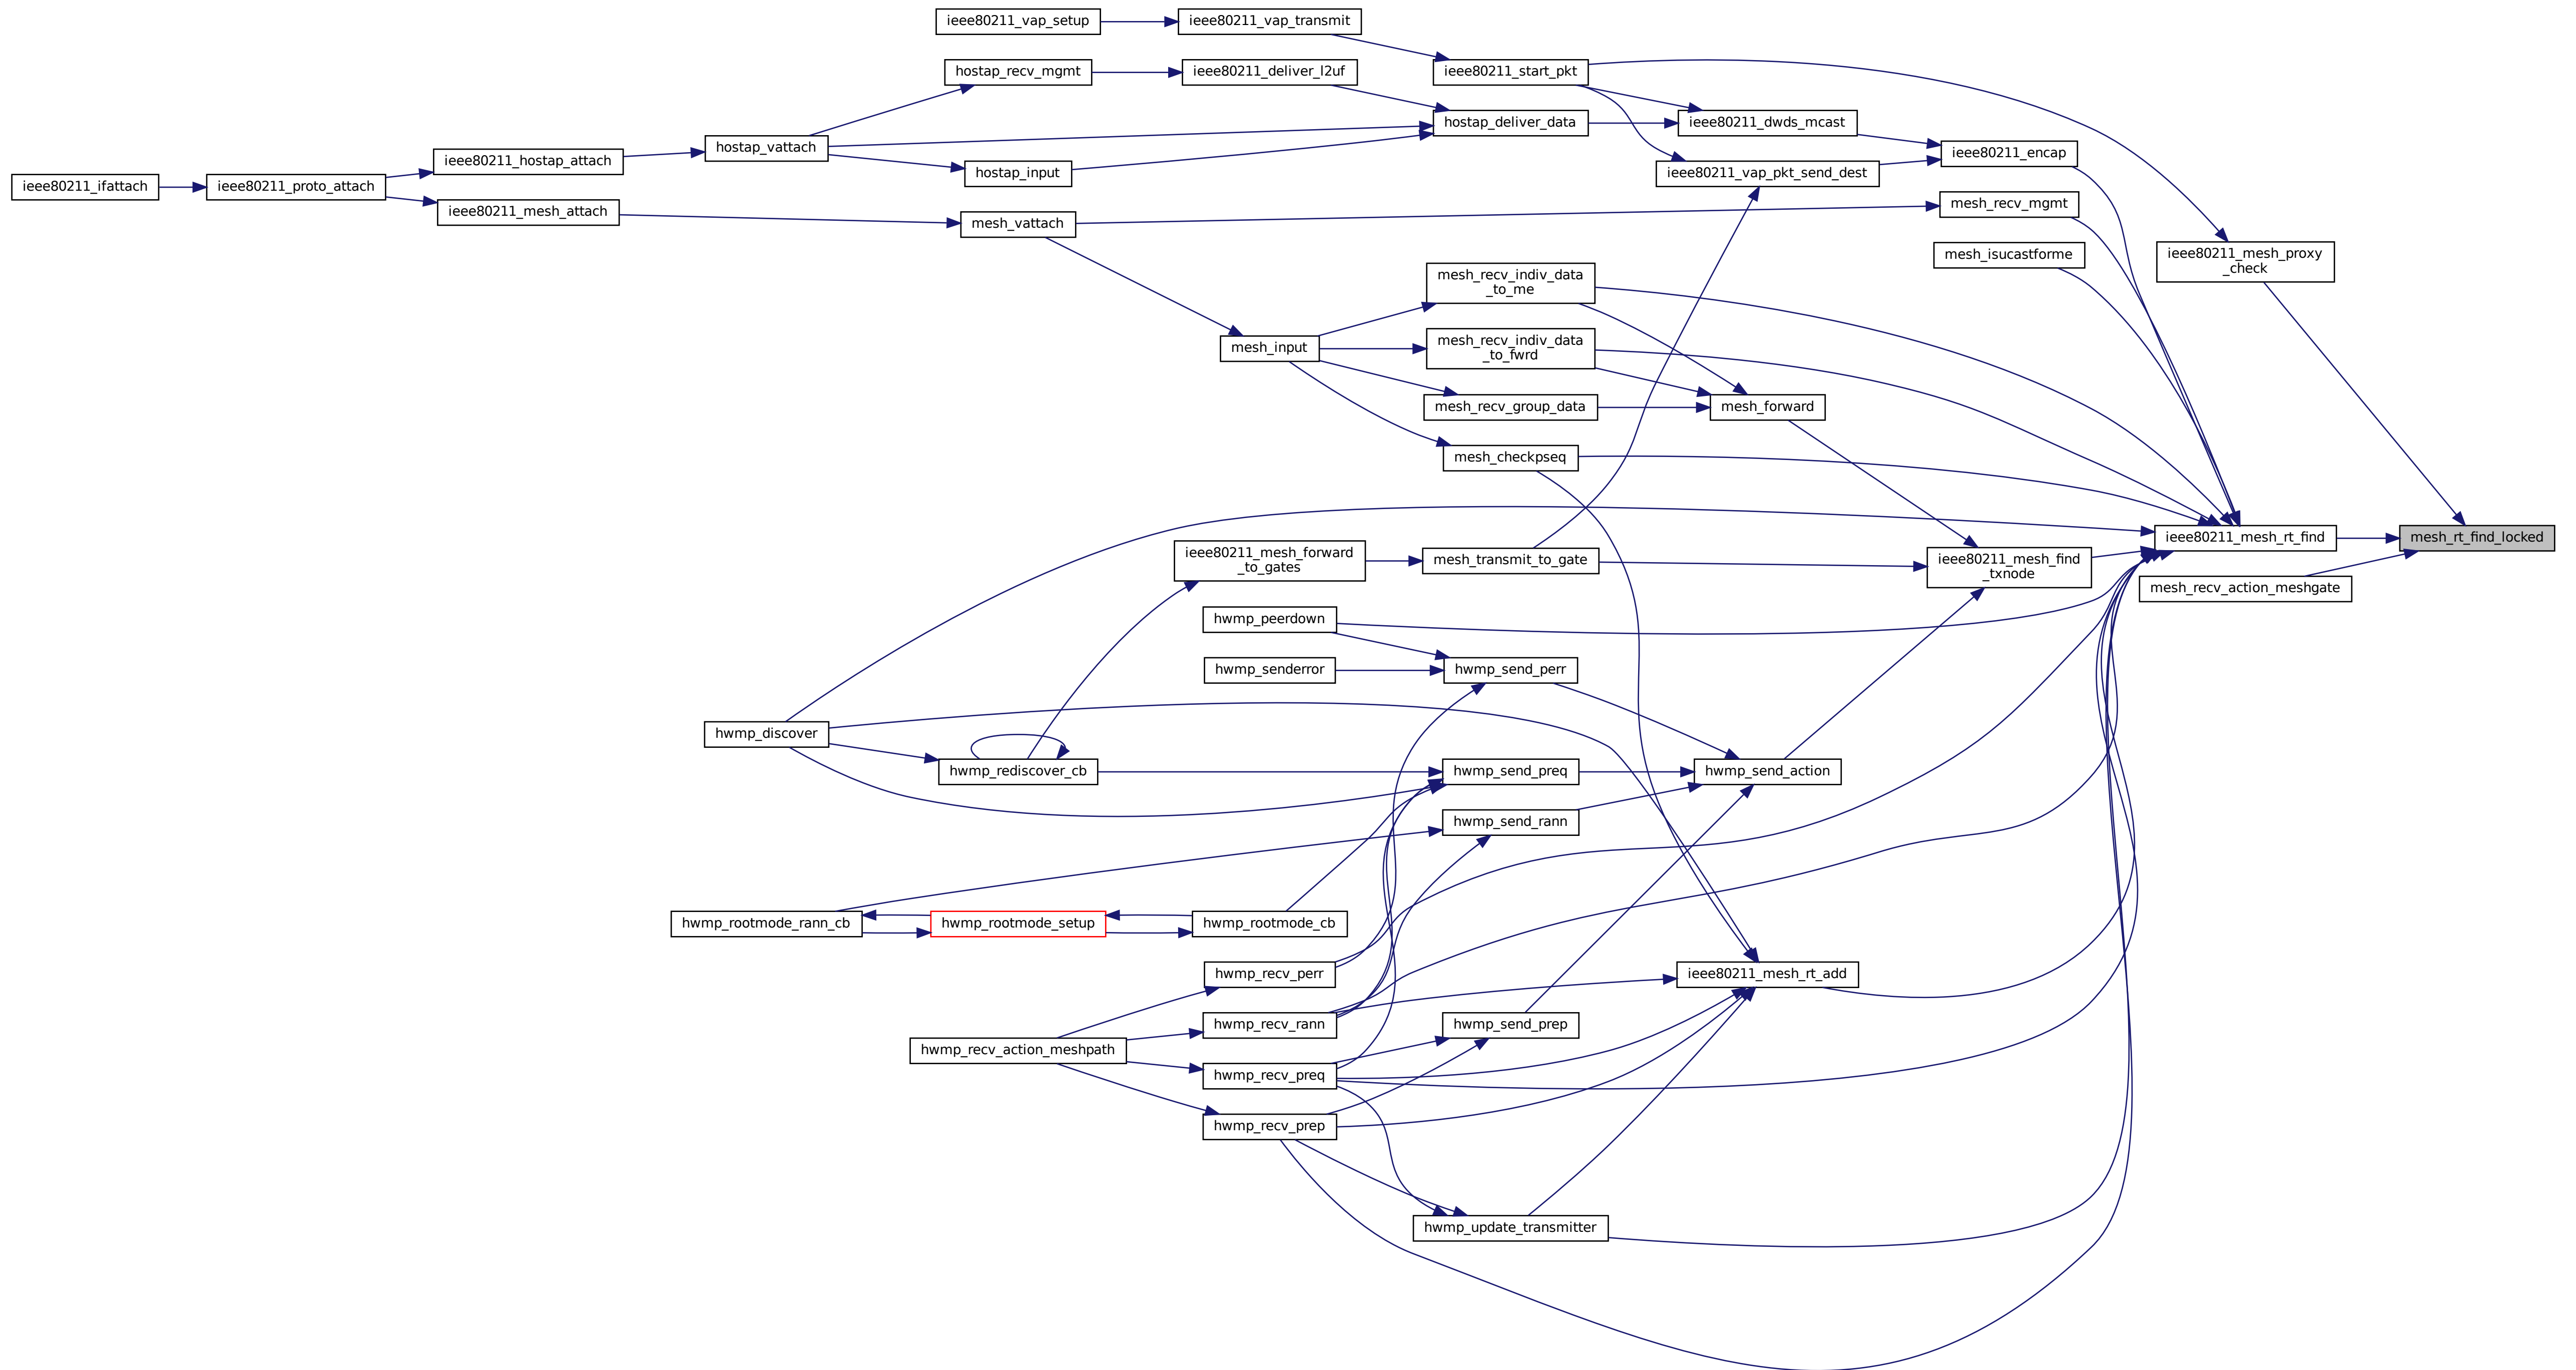 ieee80211_vap_setup
ieee80211_vap_transmit
hostap_recv_mgmt
ieee80211_deliver_l2uf
ieee80211_start_pkt
hostap_deliver_data
ieee80211_dwds_mcast
hostap_vattach
ieee80211_encap
ieee80211_hostap_attach
hostap_input
ieee80211_vap_pkt_send_dest
ieee80211_ifattach
ieee80211_proto_attach
ieee80211_mesh_attach
mesh_vattach
mesh_recv_mgmt
mesh_isucastforme
ieee80211_mesh_proxy
_check
mesh_recv_indiv_data
_to_me
mesh_input
mesh_recv_indiv_data
_to_fwrd
mesh_recv_group_data
mesh_forward
mesh_checkpseq
ieee80211_mesh_rt_find
mesh_rt_find_locked
ieee80211_mesh_forward
_to_gates
mesh_transmit_to_gate
ieee80211_mesh_find
_txnode
mesh_recv_action_meshgate
hwmp_peerdown
hwmp_senderror
hwmp_send_perr
hwmp_discover
hwmp_rediscover_cb
hwmp_send_preq
hwmp_send_action
hwmp_send_rann
hwmp_rootmode_rann_cb
hwmp_rootmode_setup
hwmp_rootmode_cb
hwmp_recv_perr
ieee80211_mesh_rt_add
hwmp_recv_rann
hwmp_send_prep
hwmp_recv_action_meshpath
hwmp_recv_preq
hwmp_recv_prep
hwmp_update_transmitter